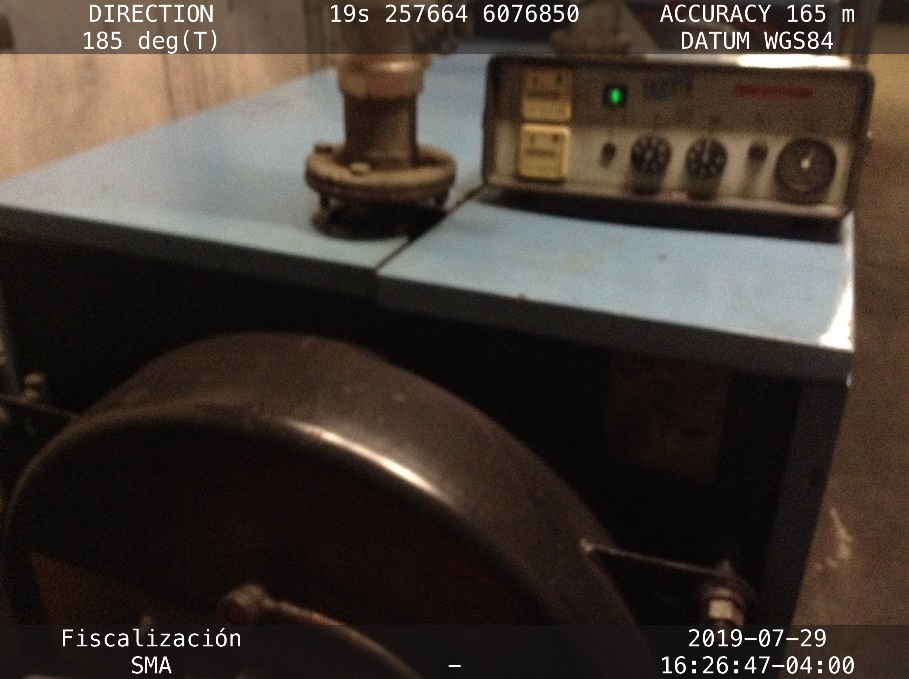 DIRECTION
185 deg(T)
19s 257664 6076850
ACCURACY 165 m
DATUM WGS84
Fiscalización
SMA
–
2019-07-29
16:26:47-04:00